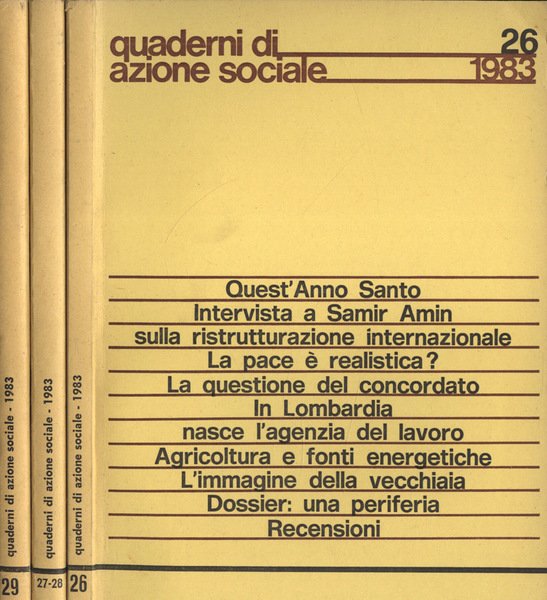 quaderni di 26
azione sociale 1983
Quest'Anno Santo
Intervista a Samir Amin
sulla ristrutturazione internazionale
La pace è realistica?
La questione del concordato
In Lombardia
nasce l'agenzia del lavoro
Agricoltura e fonti energetiche
L'immagine della vecchiaia
Dossier: una periferia
Recensioni
quaderni di azione sociale - 1983
29
quaderni di azione sociale - 1983
27-28
quaderni di azione sociale - 1983
26